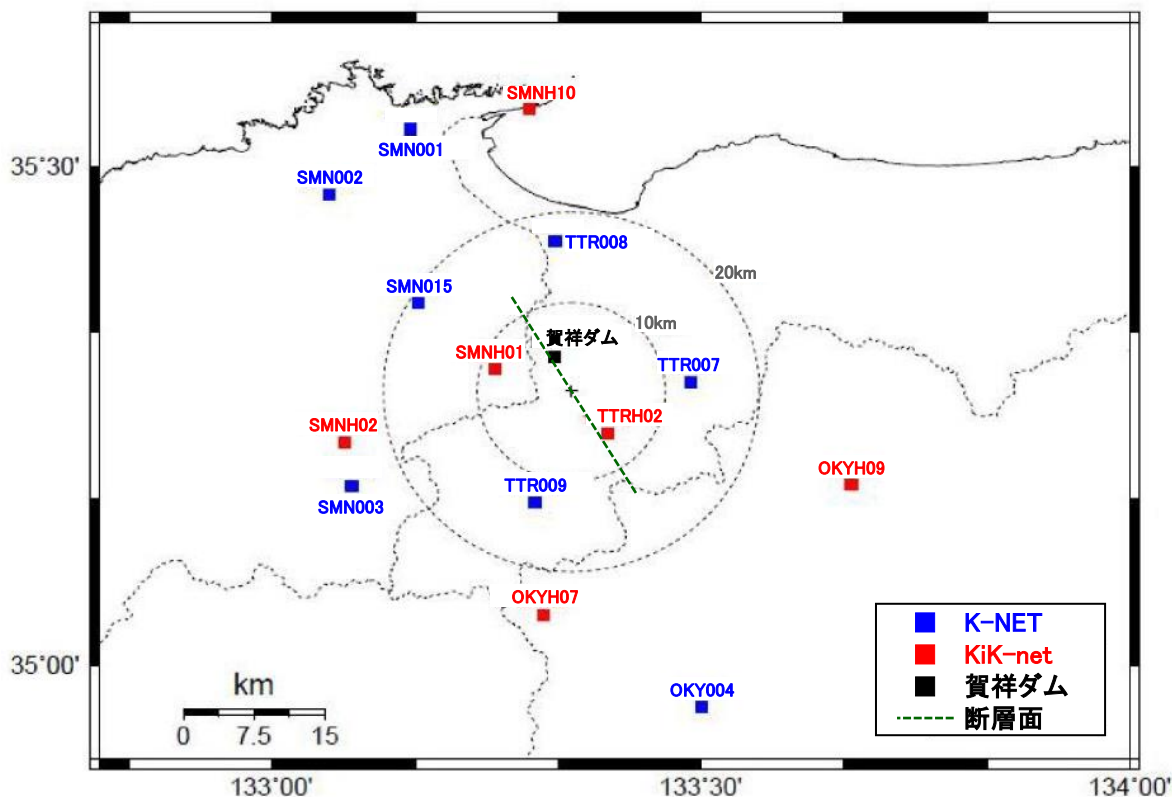 SMNH10
SMN001
35°30'
SMN002
TTR008
20km
SMN015
10km
賀祥ダム
SMNH01
TTR007
SMNH02
TTRH02
OKYH09
TTR009
SMN003
OKYH07
K-NET
KiK-net
賀祥ダム
断層面
35°00'
km
0 7.5 15
OKY004
133°00'
133°30'
134°00'